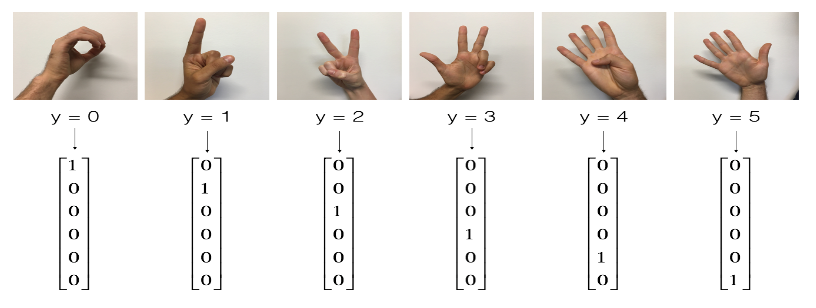 y = 0 y = 1 y = 2 y = 3 y = 4 y = 5
1 0 0 0 0 0
0 1 0 0 0 0
0 0 1 0 0 0
0 0 0 1 0 0
0 0 0 0 1 0
0 0 0 0 0 1